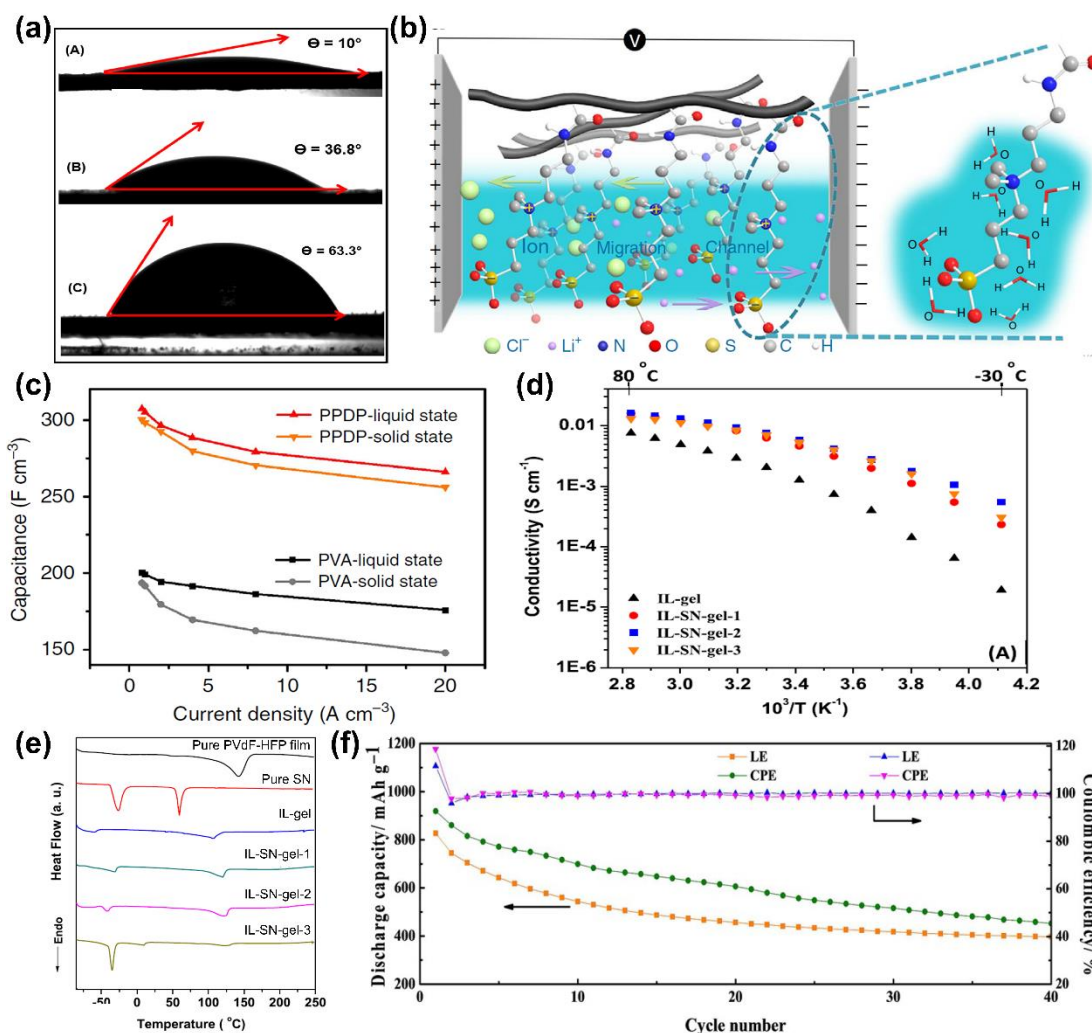 (a)
(A)
Θ = 10°
(B)
Θ = 36.8°
(C)
Θ = 63.3°
(b)
V
Ion Migration Channel
Cl⁻ Li⁺ N O S C H
H
H O
O H
H H
H H
O
O
H H
H O
H H H
O O
(c)
Capacitance (F cm⁻³)
300
250
200
150
PPDP-liquid state
PPDP-solid state
PVA-liquid state
PVA-solid state
0 5 10 15 20
Current density (A cm⁻³)
(d)
80 °C -30 °C
Conductivity (S cm⁻¹)
0.01
1E-3
1E-4
1E-5
1E-6
IL-gel
IL-SN-gel-1
IL-SN-gel-2
IL-SN-gel-3
(A)
2.8 3.0 3.2 3.4 3.6 3.8 4.0 4.2
10³/T (K⁻¹)
(e)
Heat Flow (a. u.)
Endo
Pure PVdF-HFP film
Pure SN
IL-gel
IL-SN-gel-1
IL-SN-gel-2
IL-SN-gel-3
-50 0 50 100 150 200 250
Temperature ( °C)
(f)
Discharge capacity/ mAh g⁻¹
1200
1000
800
600
400
200
LE LE
CPE CPE
120
100
80
60
40
20
0
Coulombic efficiency/ %
0 10 20 30 40
Cycle number